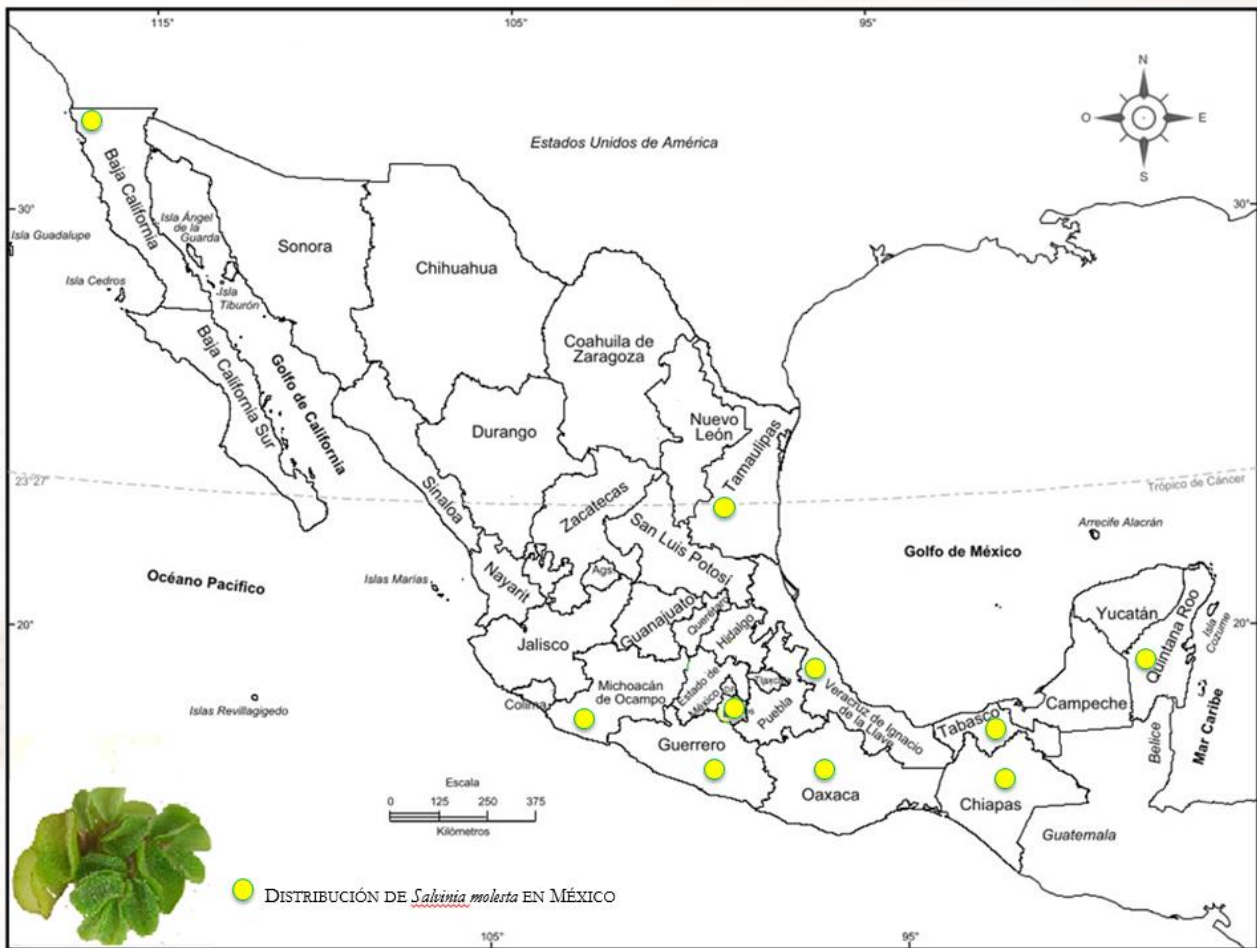 115°
105°
95°
N
O
E
S
Estados Unidos de América
30°
30°
Baja California
Isla Ángel
de la
Guarda
Isla Guadalupe
Sonora
Chihuahua
Isla Cedros
Isla
Tiburón
Coahuila de
Zaragoza
Baja California Sur
Golfo de California
Nuevo
León
Tamaulipas
Durango
23°27'
Trópico de Cáncer
Sinaloa
Zacatecas
San Luis Potosí
Arrecife Alacrán
Golfo de México
Océano Pacífico
Islas Marías
Nayarit
Ags
Yucatán
Quintana Roo
Isla
Cozume
20°
20°
Guanajuato
Querétaro
Hidalgo
Jalisco
Michoacán
de Ocampo
Estado de
México
Tlaxcala
Colima
Puebla
Veracruz de Ignacio
de la Llave
Campeche
Tabasco
Islas Revillagigedo
Guerrero
Oaxaca
Chiapas
Belice
Mar Caribe
Guatemala
Escala
0 125 250 375
Kilómetros
DISTRIBUCIÓN DE Salvinia molesta EN MÉXICO
105°
95°